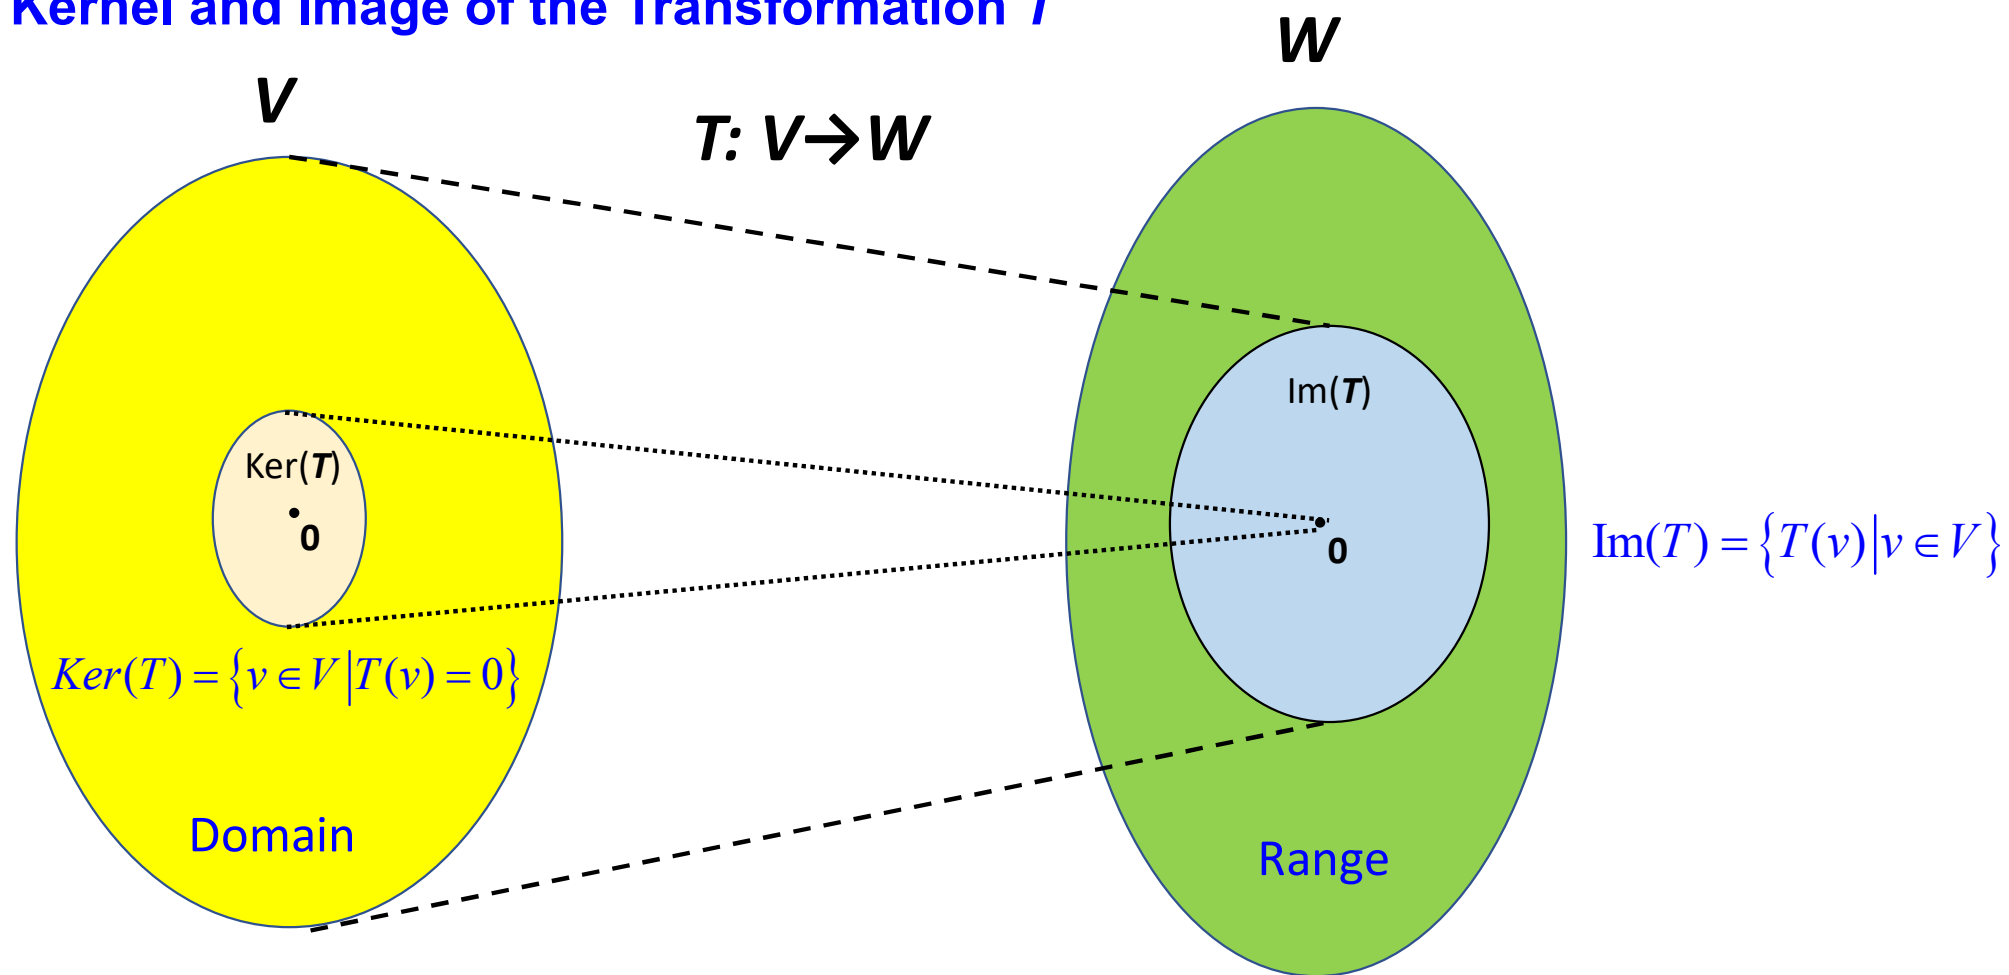 Kernel and Image of the Transformation T
V
W
T: V→W
Im(T)
Ker(T)
0
0
Im(T) = {T(v)|v ∈ V}
Ker(T) = {v ∈ V|T(v) = 0}
Domain
Range